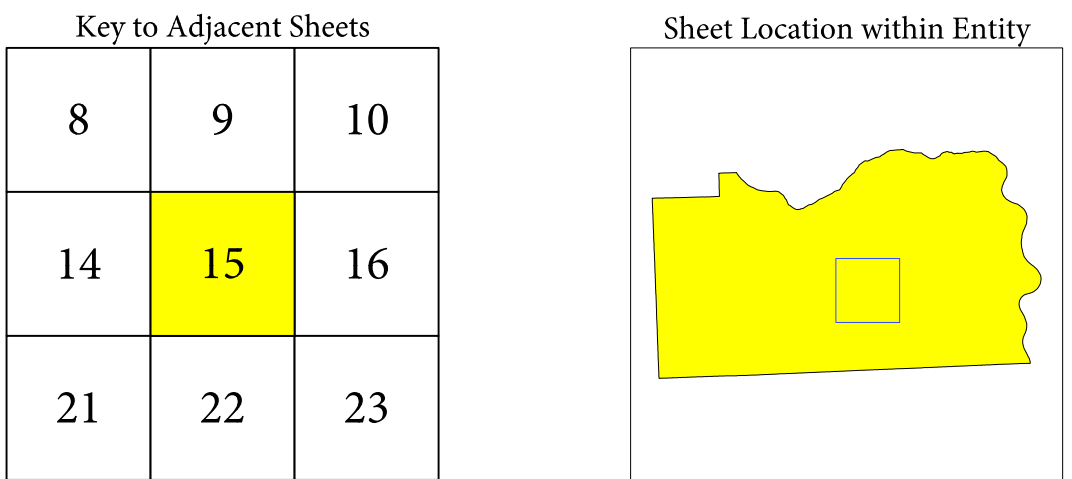 Key to Adjacent Sheets
Sheet Location within Entity
8 9 10
14 15 16
21 22 23